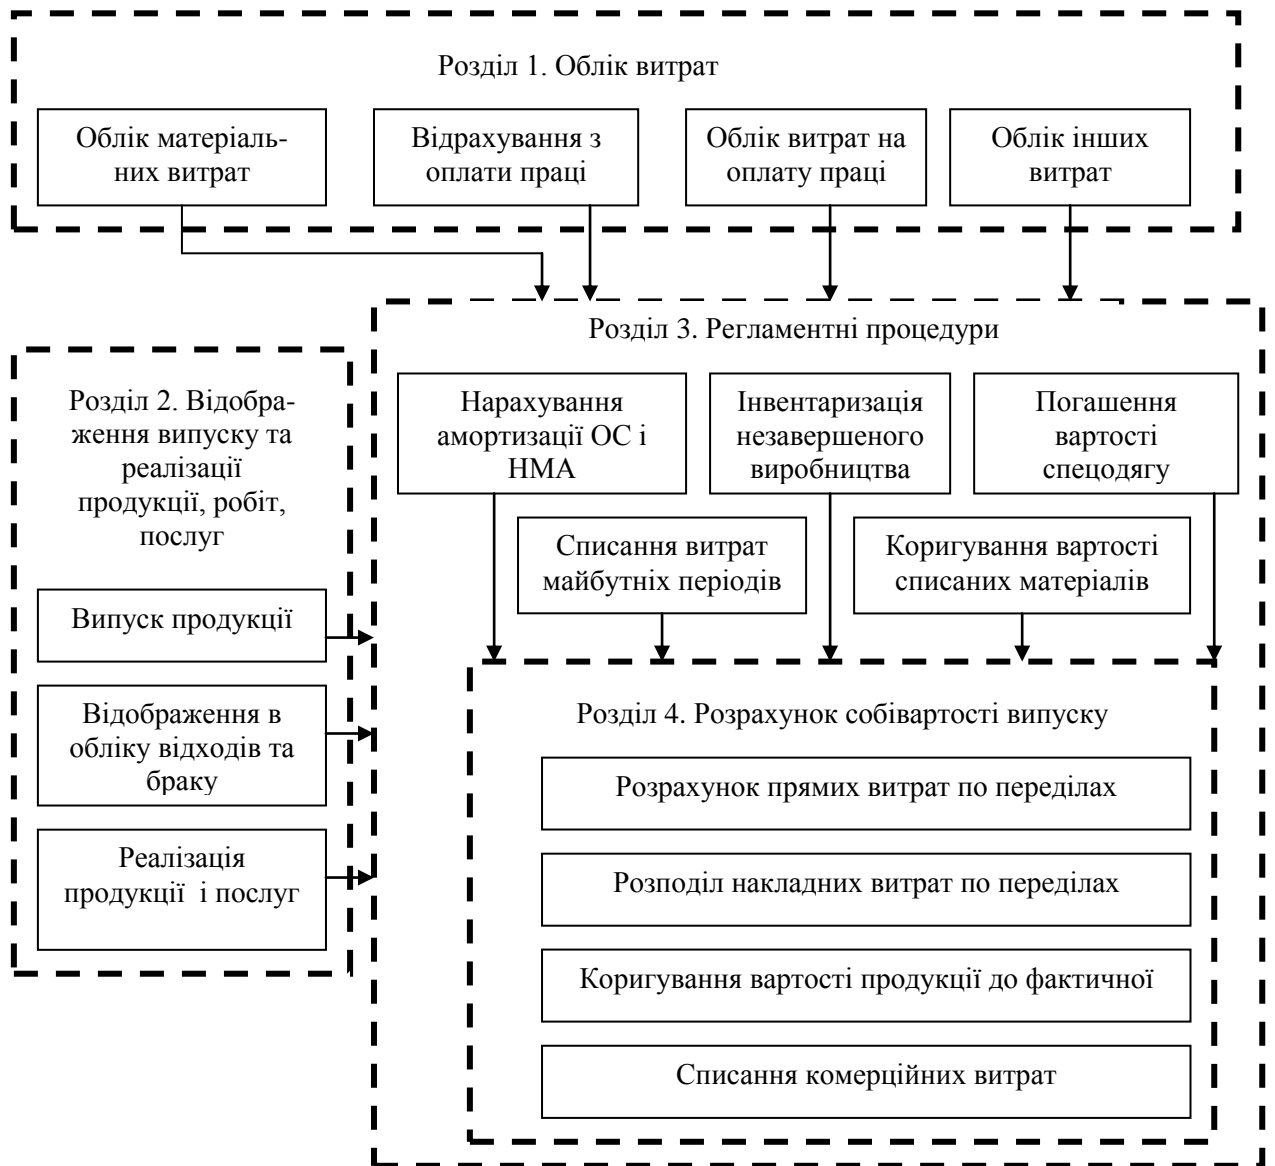 Розділ 1. Облік витрат
Облік матеріаль-
них витрат
Відрахування з
оплати праці
Облік витрат на
оплату праці
Облік інших
витрат
Розділ 2. Відобра-
ження випуску та
реалізації
продукції, робіт,
послуг
Випуск продукції
Відображення в
обліку відходів та
браку
Реалізація
продукції і послуг
Розділ 3. Регламентні процедури
Нарахування
амортизації ОС і
НМА
Інвентаризація
незавершеного
виробництва
Погашення
вартості
спецодягу
Списання витрат
майбутніх періодів
Коригування вартості
списаних матеріалів
Розділ 4. Розрахунок собівартості випуску
Розрахунок прямих витрат по переділах
Розподіл накладних витрат по переділах
Коригування вартості продукції до фактичної
Списання комерційних витрат